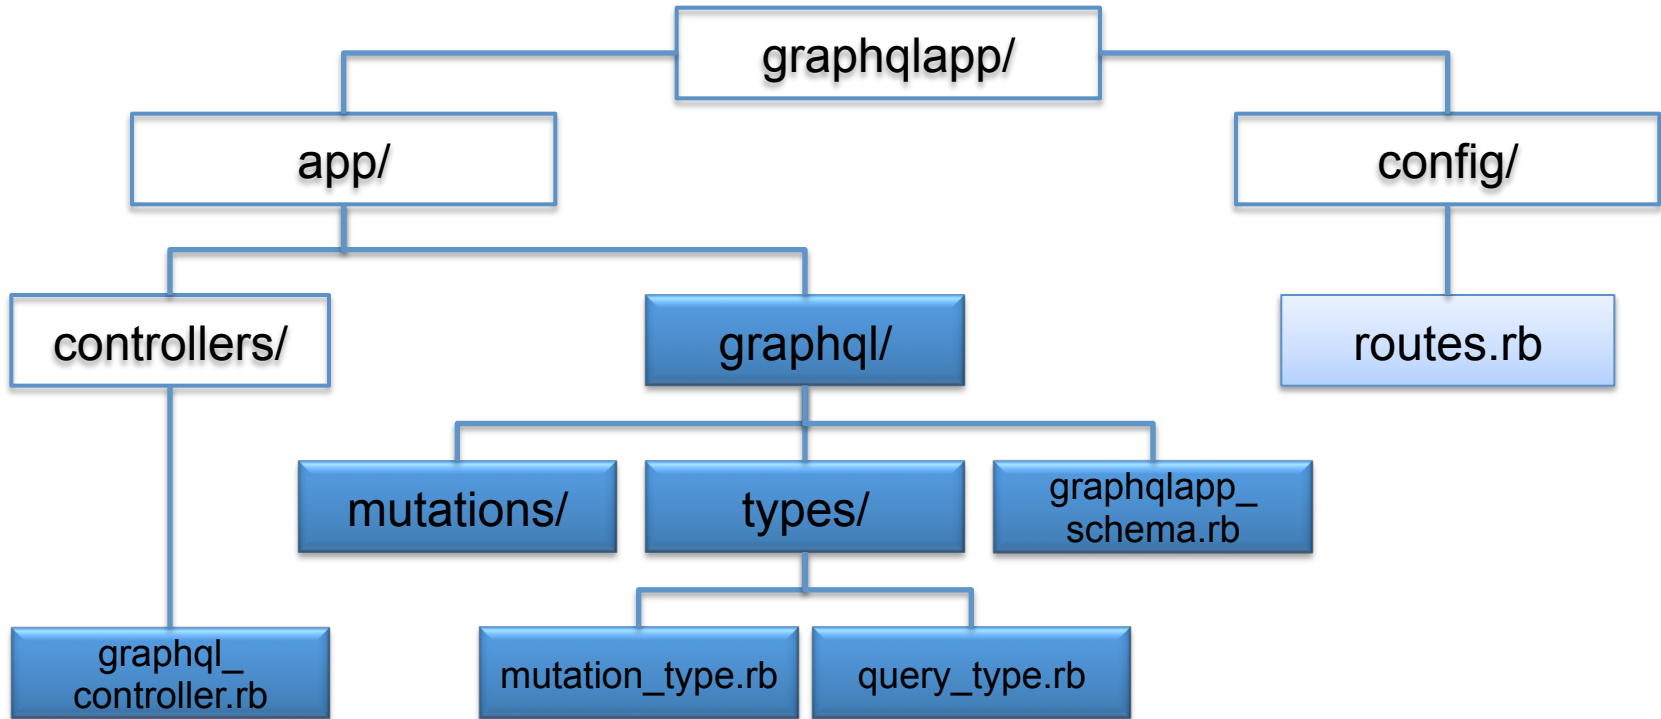 graphqlapp/
app/
config/
controllers/
graphql/
routes.rb
mutations/
types/
graphqlapp_
schema.rb
graphql_
controller.rb
mutation_type.rb
query_type.rb